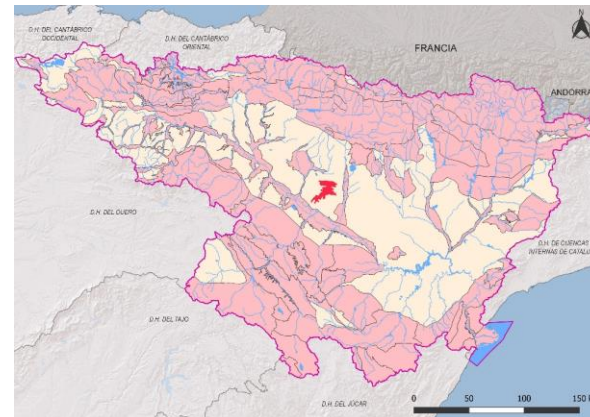 D.H. DEL CANTÁBRICO
OCCIDENTAL
D.H. DEL CANTÁBRICO
ORIENTAL
FRANCIA
N
ANDORRA
D.H. DEL DUERO
D.H. DE CUENCAS
INTERNAS DE CATALU
D.H. DEL TAJO
D.H. DEL JÚCAR
0 50 100 150